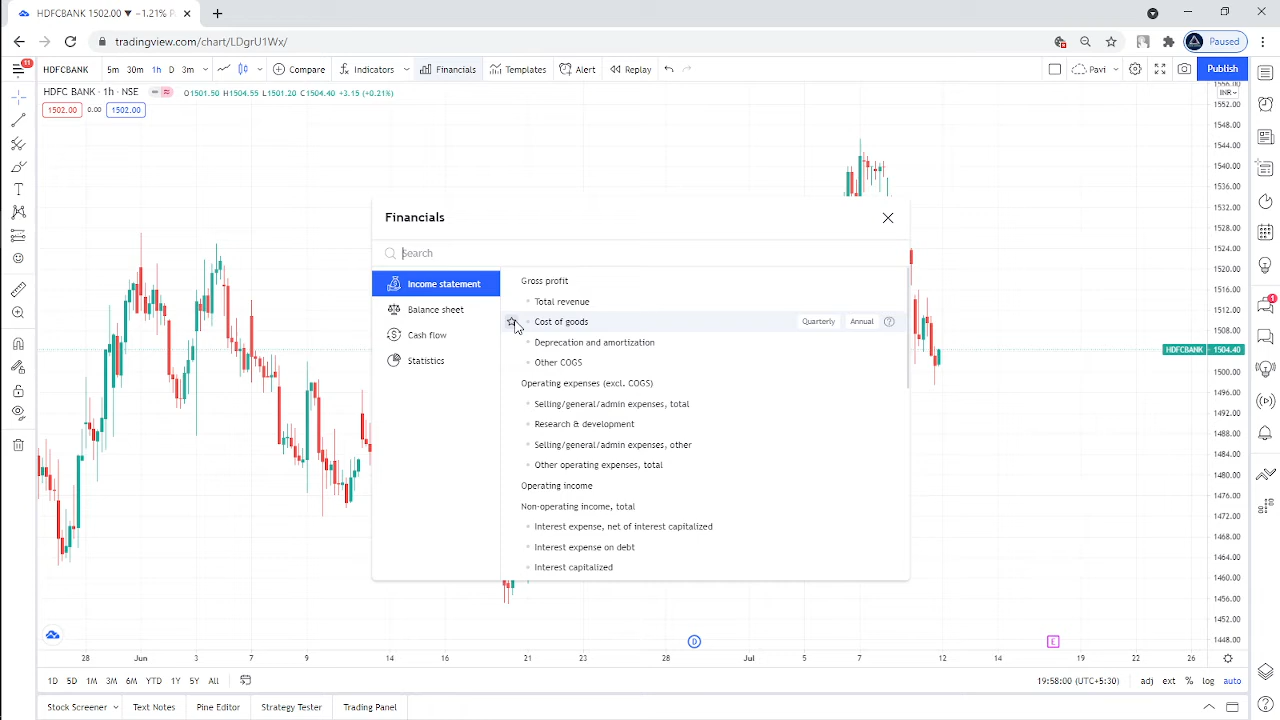 HDFCBANK 1502.00 ▼ −1.21% P
tradingview.com/chart/LDgrU1Wx/
Paused
11
HDFCBANK 5m 30m 1h D 3m Compare Indicators Financials Templates Alert Replay Pavi Publish
HDFC BANK · 1h · NSE O1501.50 H1504.55 L1501.20 C1504.40 +3.15 (+0.21%)
1502.00 0.00 1502.00
INR
1556.00
1552.00
1548.00
1544.00
1540.00
1536.00
1532.00
1528.00
1524.00
1520.00
1516.00
1512.00
1508.00
HDFCBANK 1504.40
1500.00
1496.00
1492.00
1488.00
1484.00
1480.00
1476.00
1472.00
1468.00
1464.00
1460.00
1456.00
1452.00
1448.00
1
Financials
Search
Income statement
Balance sheet
Cash flow
Statistics
Gross profit
Total revenue
Cost of goods Quarterly Annual
Deprecation and amortization
Other COGS
Operating expenses (excl. COGS)
Selling/general/admin expenses, total
Research & development
Selling/general/admin expenses, other
Other operating expenses, total
Operating income
Non-operating income, total
Interest expense, net of interest capitalized
Interest expense on debt
Interest capitalized
D E
28 Jun 3 7 9 14 16 21 23 28 Jul 5 7 12 14 19 22 26
1D 5D 1M 3M 6M YTD 1Y 5Y All 19:58:00 (UTC+5:30) adj ext % log auto
Stock Screener Text Notes Pine Editor Strategy Tester Trading Panel